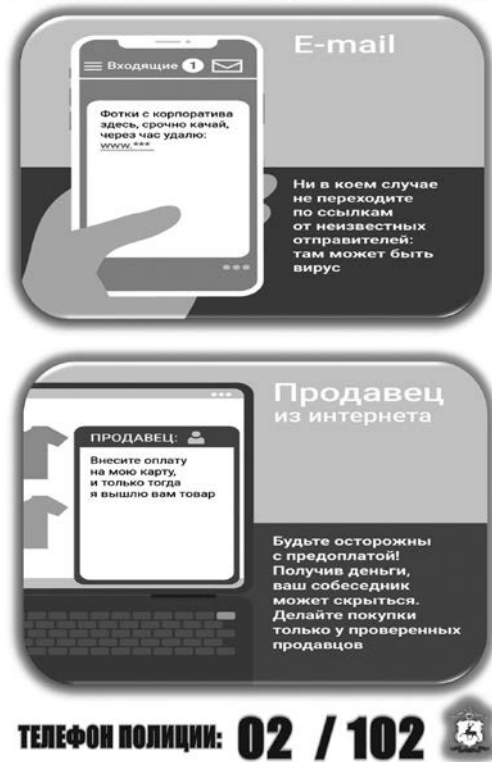 E-mail
Входящие 1
Фотки с корпоратива
здесь, срочно качай,
через час удалю:
www.***
Ни в коем случае
не переходите
по ссылкам
от неизвестных
отправителей:
там может быть
вирус
Продавец
из интернета
ПРОДАВЕЦ:
Внесите оплату
на мою карту,
и только тогда
я вышлю вам товар
Будьте осторожны
с предоплатой!
Получив деньги,
ваш собеседник
может скрыться.
Делайте покупки
только у проверенных
продавцов
ТЕЛЕФОН ПОЛИЦИИ: 02 / 102